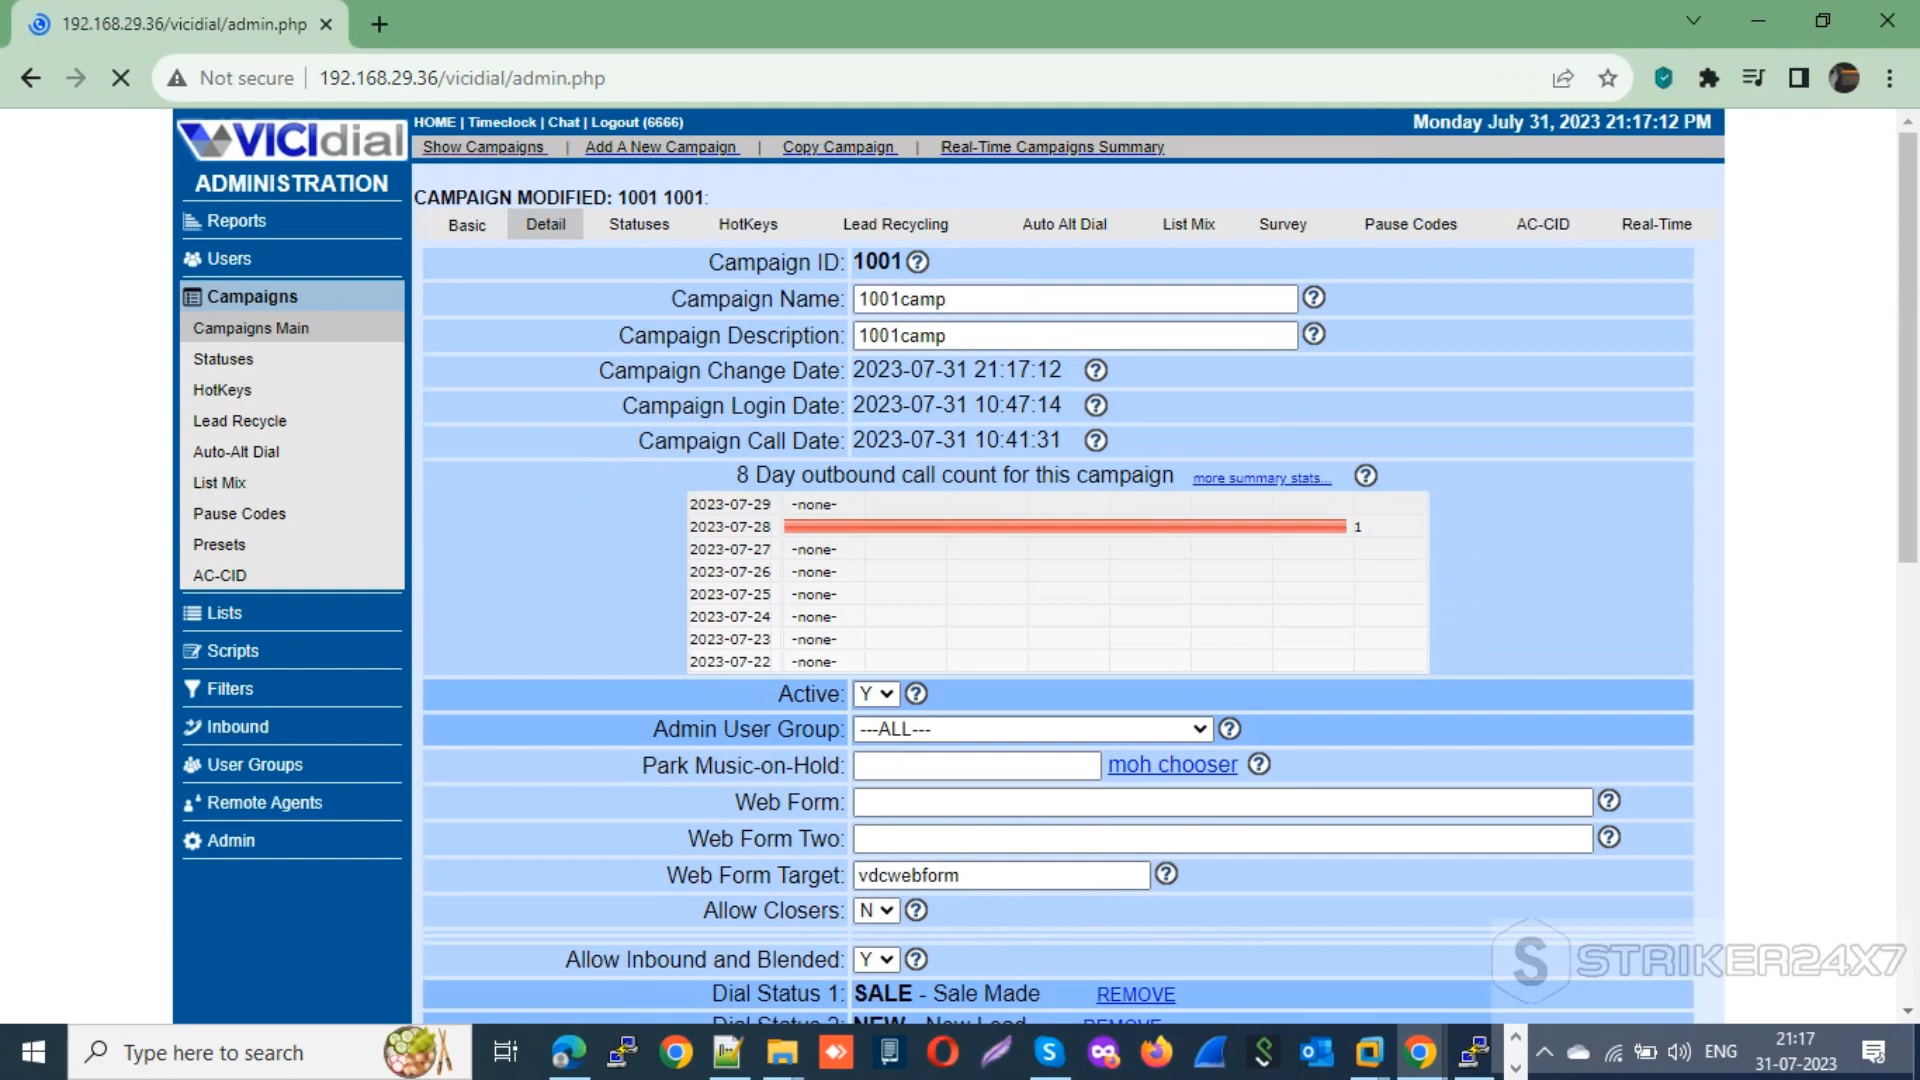 192.168.29.36/vicidial/admin.php
Not secure 192.168.29.36/vicidial/admin.php
VICIdial
HOME | Timeclock | Chat | Logout (6666)
Monday July 31, 2023 21:17:12 PM
Show Campaigns | Add A New Campaign | Copy Campaign | Real-Time Campaigns Summary
ADMINISTRATION
Reports
Users
Campaigns
Campaigns Main
Statuses
HotKeys
Lead Recycle
Auto-Alt Dial
List Mix
Pause Codes
Presets
AC-CID
Lists
Scripts
Filters
Inbound
User Groups
Remote Agents
Admin
CAMPAIGN MODIFIED: 1001 1001:
Basic Detail Statuses HotKeys Lead Recycling Auto Alt Dial List Mix Survey Pause Codes AC-CID Real-Time
Campaign ID: 1001
Campaign Name: 1001camp
Campaign Description: 1001camp
Campaign Change Date: 2023-07-31 21:17:12
Campaign Login Date: 2023-07-31 10:47:14
Campaign Call Date: 2023-07-31 10:41:31
8 Day outbound call count for this campaign more summary stats...
2023-07-29 -none-
2023-07-28 1
2023-07-27 -none-
2023-07-26 -none-
2023-07-25 -none-
2023-07-24 -none-
2023-07-23 -none-
2023-07-22 -none-
Active: Y
Admin User Group: ---ALL---
Park Music-on-Hold: moh chooser
Web Form:
Web Form Two:
Web Form Target: vdcwebform
Allow Closers: N
Allow Inbound and Blended: Y
Dial Status 1: SALE - Sale Made REMOVE
Dial Status 2: NEW - New Lead REMOVE
STRIKER24X7
Type here to search
ENG
21:17
31-07-2023